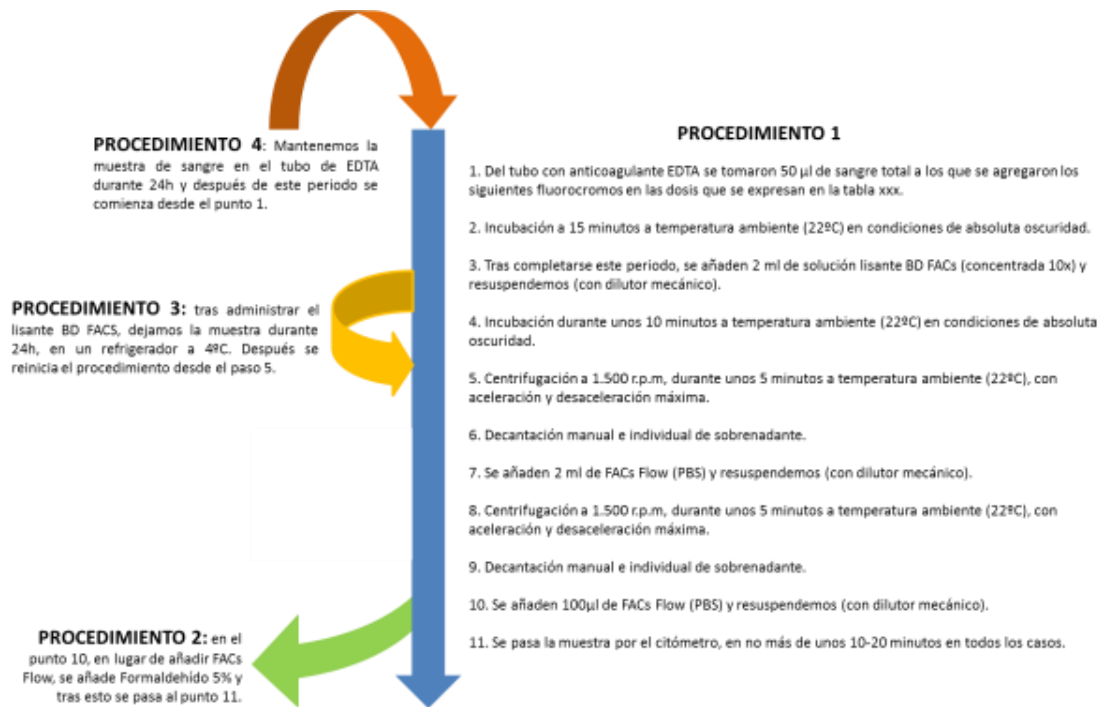 PROCEDIMIENTO 4: Mantenemos la
muestra de sangre en el tubo de EDTA
durante 24h y después de este periodo se
comienza desde el punto 1.
PROCEDIMIENTO 3: tras administrar el
lisante BD FACS, dejamos la muestra durante
24h, en un refrigerador a 4ºC. Después se
reinicia el procedimiento desde el paso 5.
PROCEDIMIENTO 2: en el
punto 10, en lugar de añadir FACs
Flow, se añade Formaldehído 5% y
tras esto se pasa al punto 11.
PROCEDIMIENTO 1
1. Del tubo con anticoagulante EDTA se tomaron 50 µl de sangre total a los que se agregaron los
siguientes fluorocromos en las dosis que se expresan en la tabla xxx.
2. Incubación a 15 minutos a temperatura ambiente (22ºC) en condiciones de absoluta oscuridad.
3. Tras completarse este periodo, se añaden 2 ml de solución lisante BD FACs (concentrada 10x) y
resuspendemos (con dilutor mecánico).
4. Incubación durante unos 10 minutos a temperatura ambiente (22ºC) en condiciones de absoluta
oscuridad.
5. Centrifugación a 1.500 r.p.m, durante unos 5 minutos a temperatura ambiente (22ºC), con
aceleración y desaceleración máxima.
6. Decantación manual e individual de sobrenadante.
7. Se añaden 2 ml de FACs Flow (PBS) y resuspendemos (con dilutor mecánico).
8. Centrifugación a 1.500 r.p.m, durante unos 5 minutos a temperatura ambiente (22ºC), con
aceleración y desaceleración máxima.
9. Decantación manual e individual de sobrenadante.
10. Se añaden 100µl de FACs Flow (PBS) y resuspendemos (con dilutor mecánico).
11. Se pasa la muestra por el citómetro, en no más de unos 10-20 minutos en todos los casos.